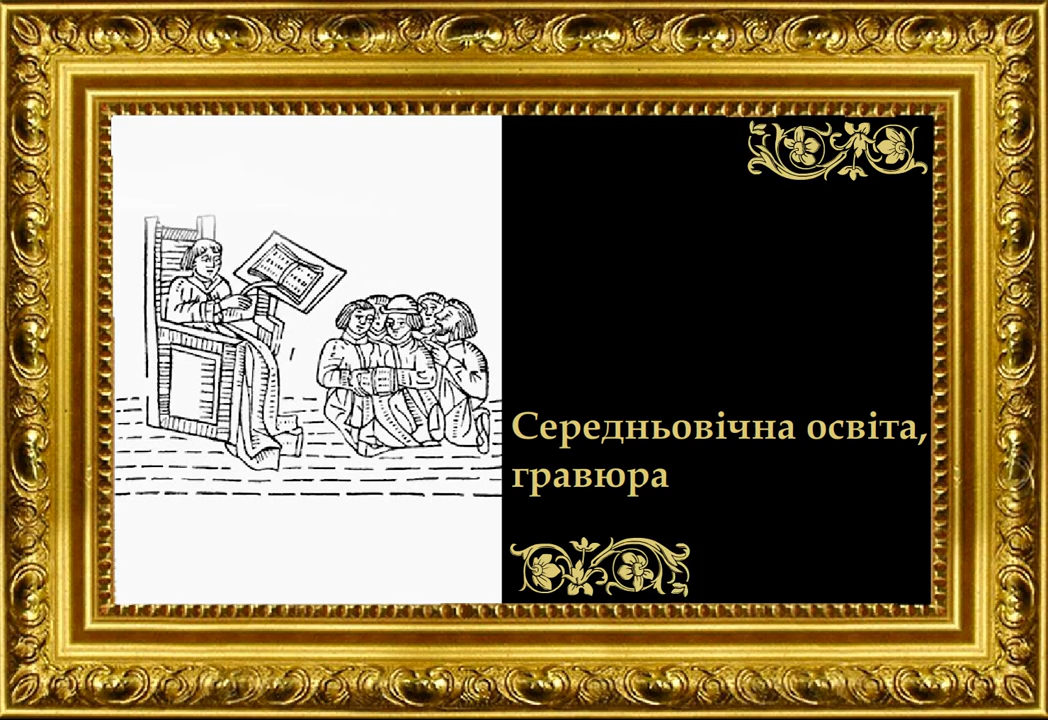 Середньовічна освіта,
гравюра